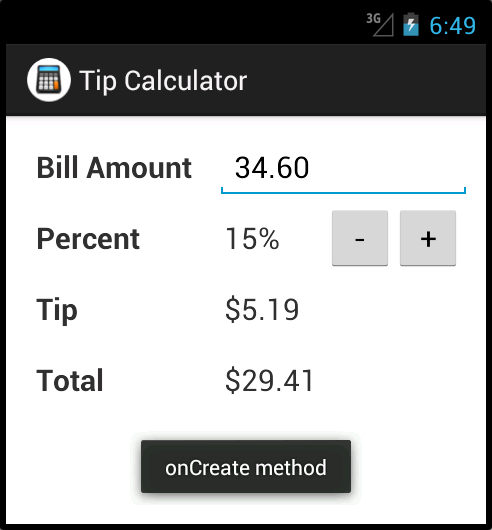 3G 6:49
Tip Calculator
Bill Amount 34.60
Percent 15% - +
Tip $5.19
Total $29.41
onCreate method